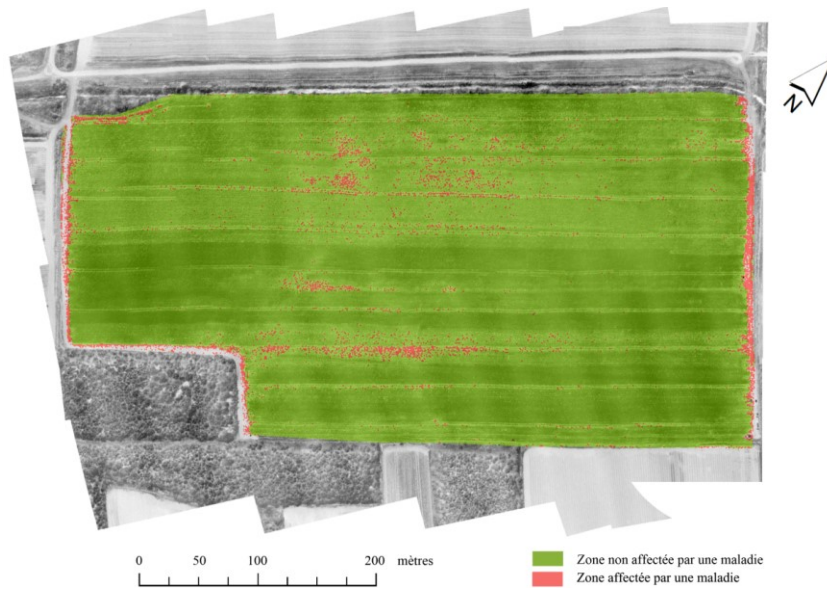 N
0 50 100 200 mètres
Zone non affectée par une maladie
Zone affectée par une maladie